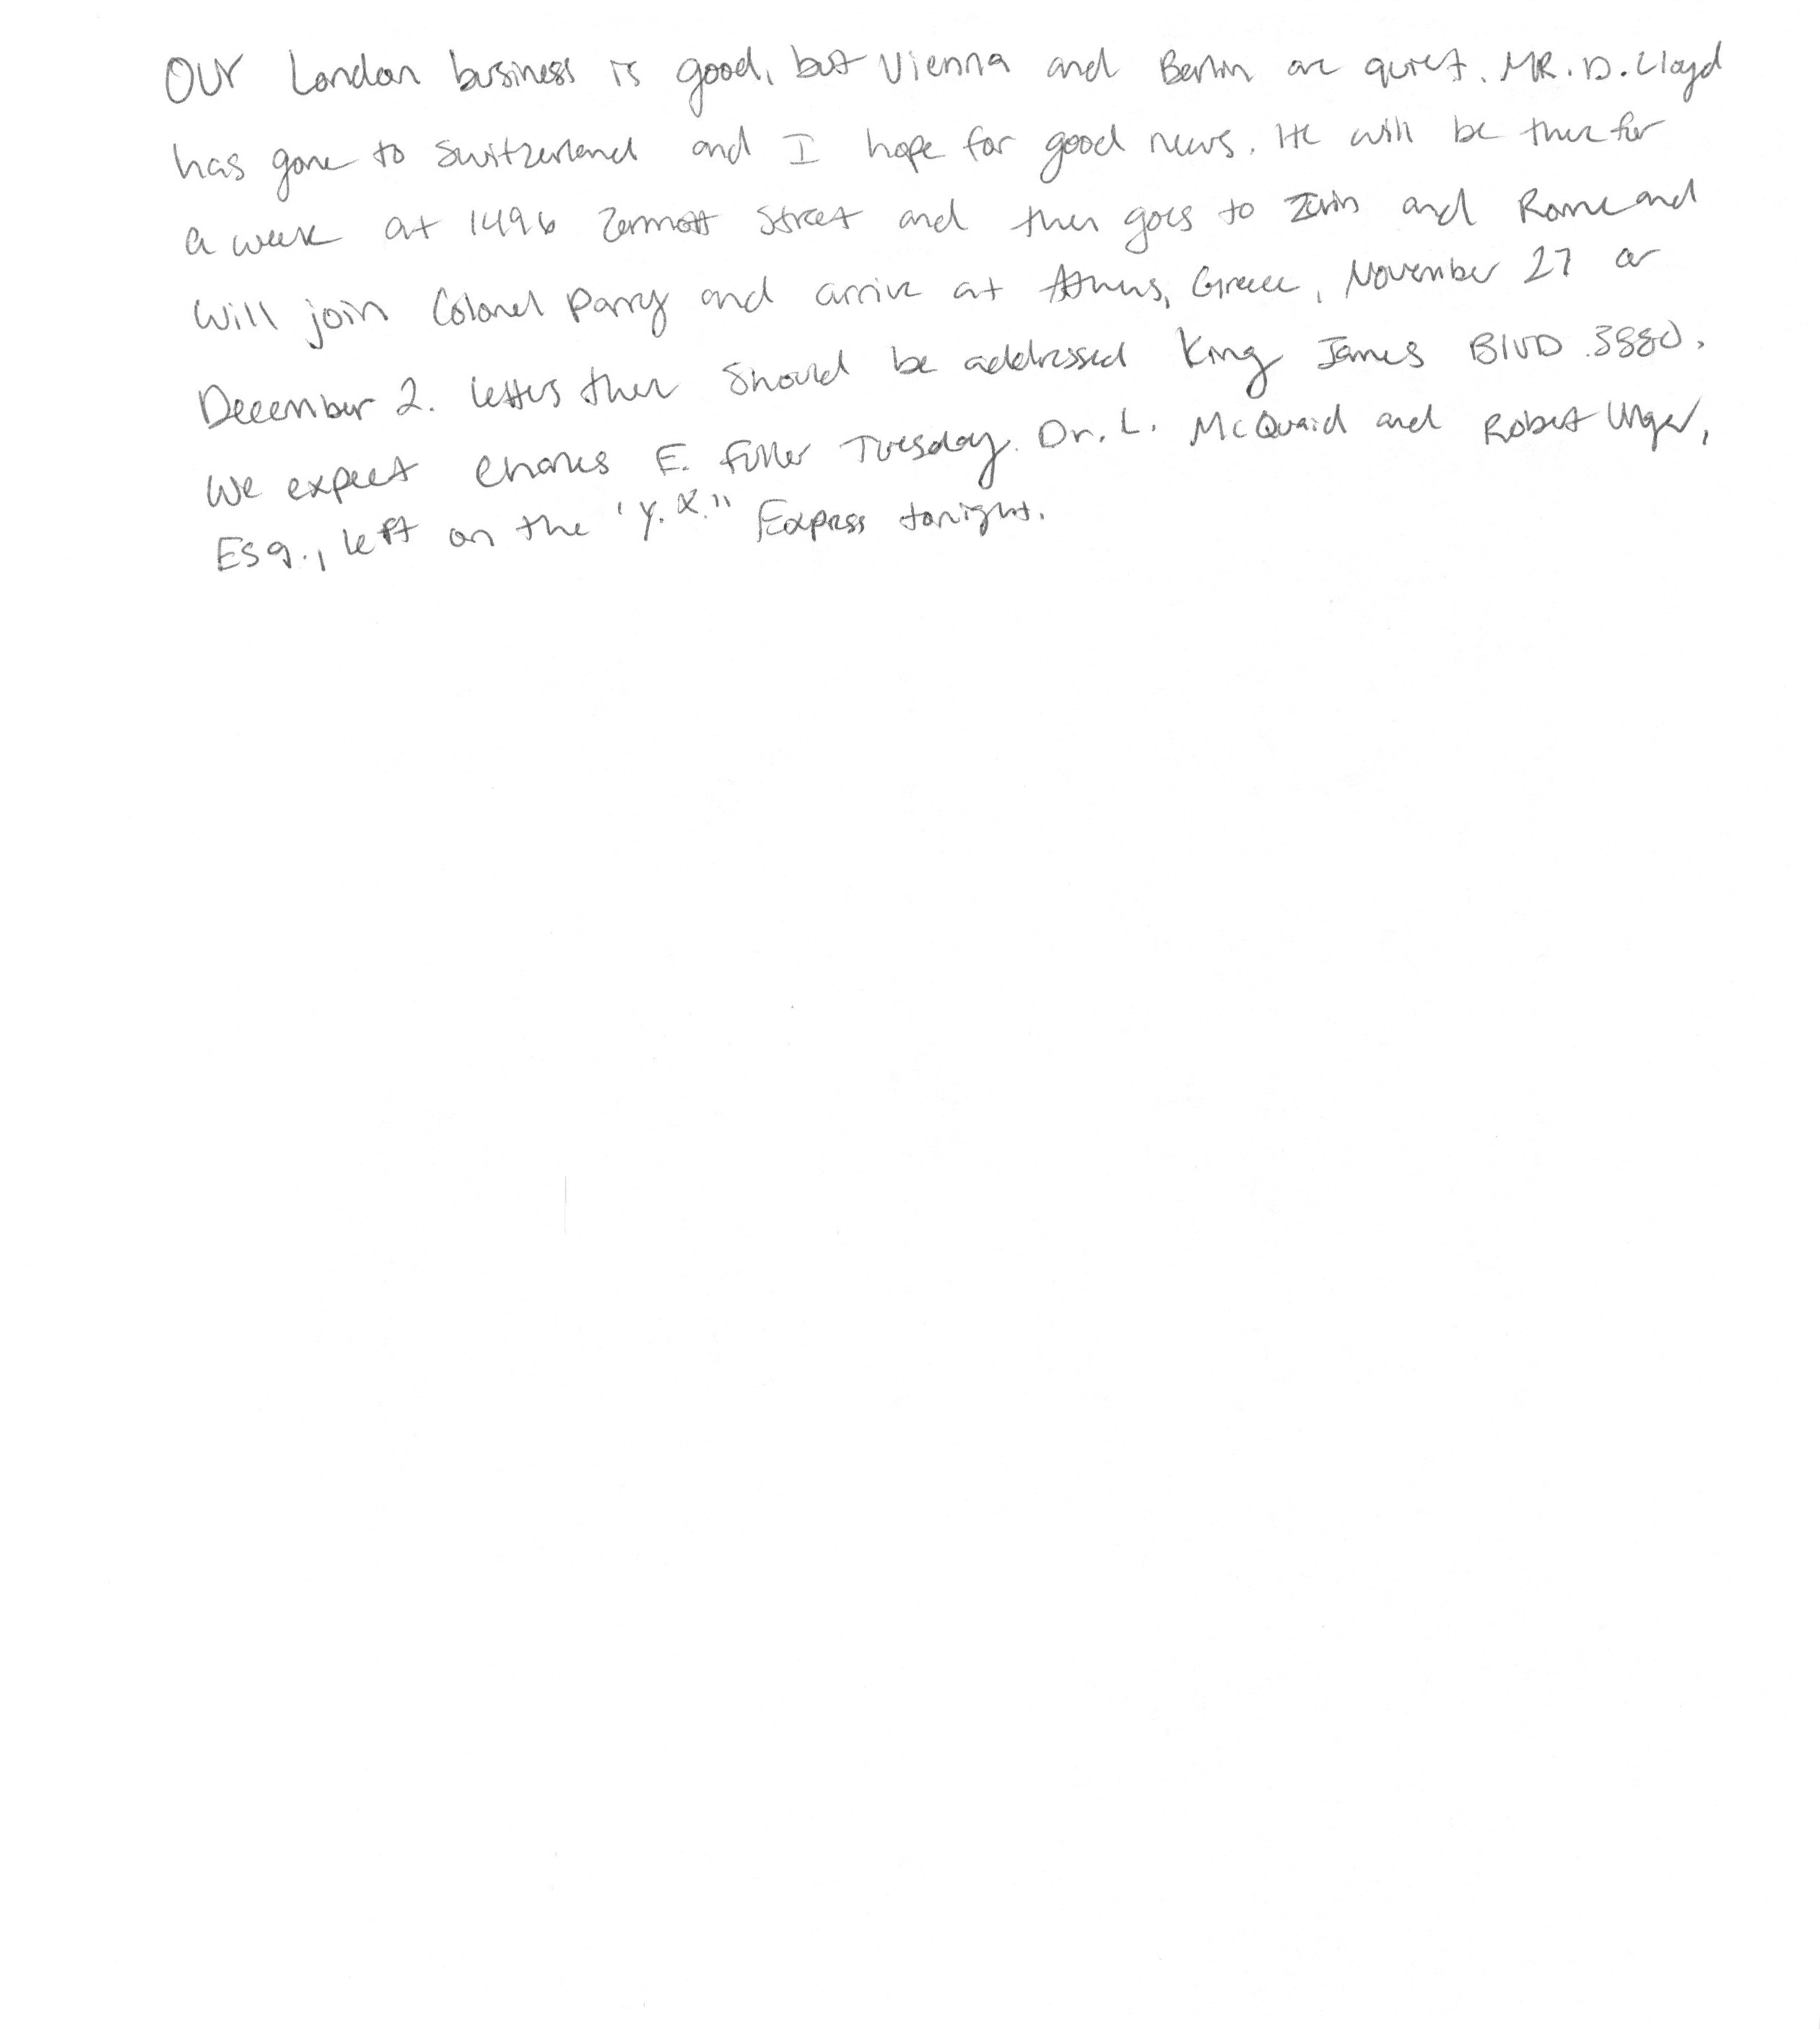 Our London business is good, but Vienna and Berlin are quiet. MR. D. Lloyd
has gone to Switzerland and I hope for good news. He will be there for
a week at 1496 Zermott Street and then goes to and Rome and
will join Colonel Parry and arrive at Athens, Greece, November 27 or
December 2. Letters there should be addressed King James BLVD 3880.
We expect Charles E. Fuller Tuesday. Dr. L. McQuaid and Robert Unger,
Esq., left on the 'Y.X." Express tonight.